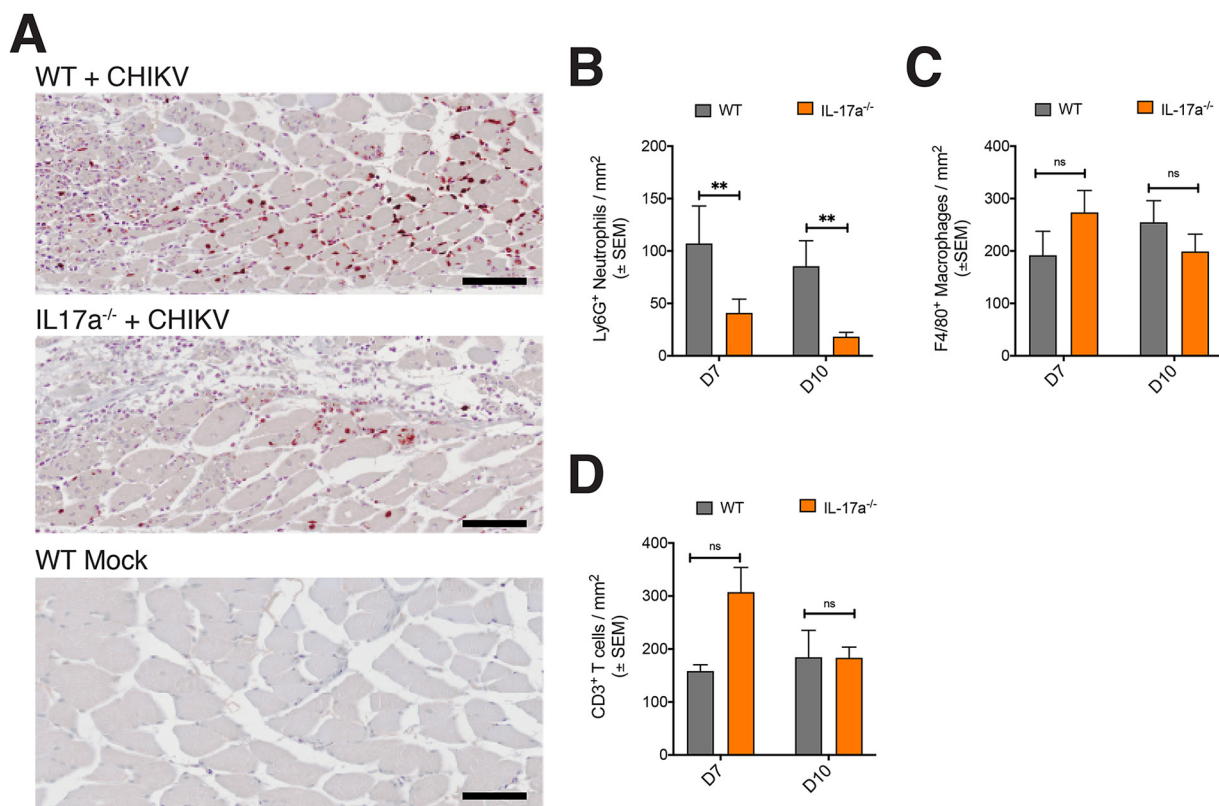 A
WT + CHIKV
IL17a-/- + CHIKV
WT Mock
B
WT IL-17a-/-
Ly6G+ Neutrophils / mm2
(± SEM)
200
150
100
50
0
**
**
D7 D10
C
WT IL-17a-/-
F4/80+ Macrophages / mm2
(±SEM)
400
300
200
100
0
ns
ns
D7 D10
D
WT IL-17a-/-
CD3+ T cells / mm2
(± SEM)
400
300
200
100
0
ns
ns
D7 D10